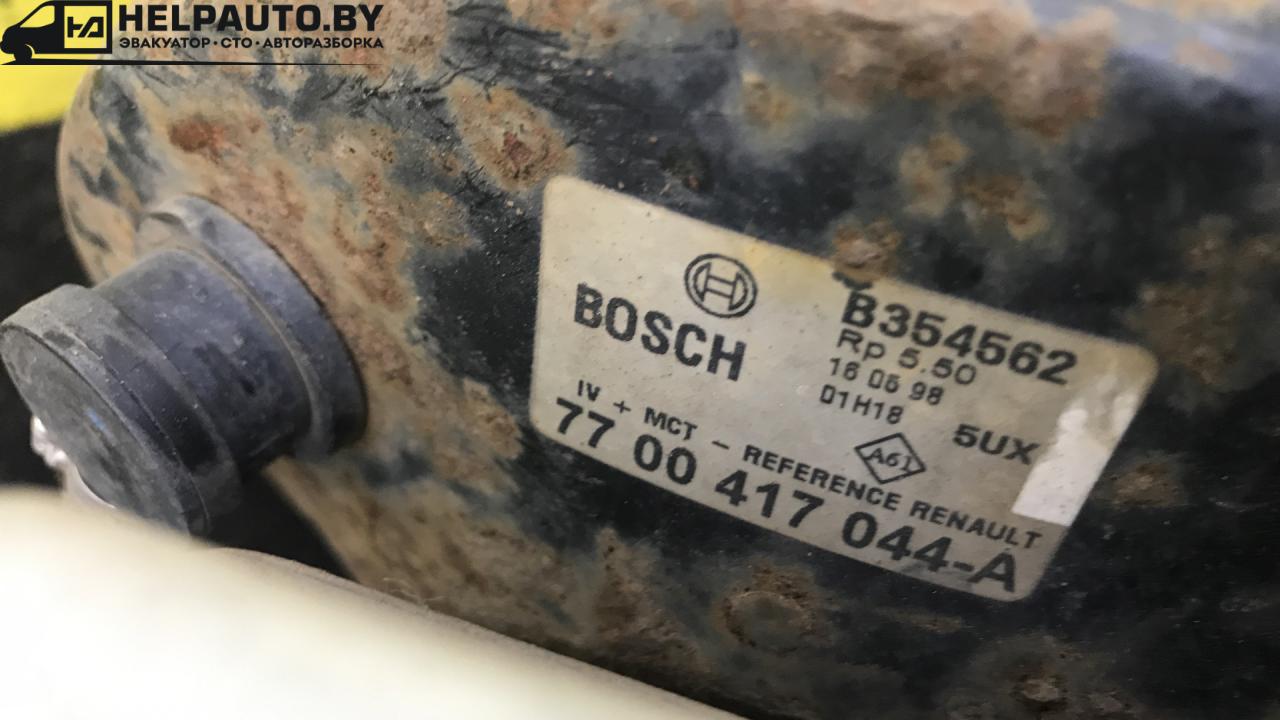 HELPAUTO.BY
ЭВАКУАТОР · СТО · АВТОРАЗБОРКА
BOSCH
B354562
Rp 5.50
16 06 98
01H18
5UX
A61
IV + MCT - REFERENCE RENAULT
77 00 417 044-A